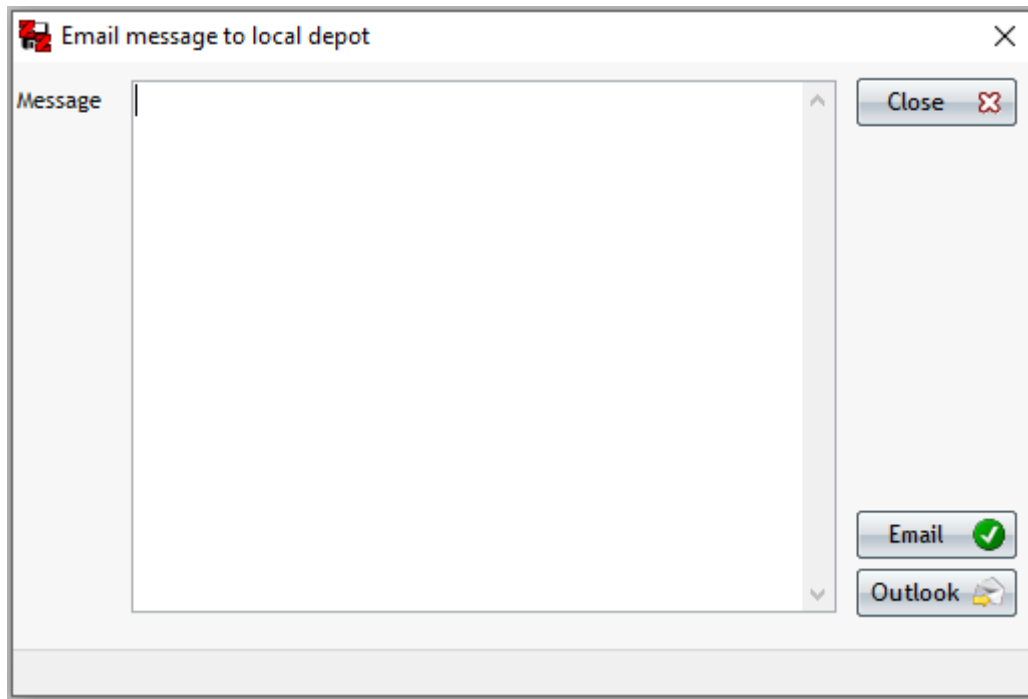 Email message to local depot
Message
Close
Email
Outlook